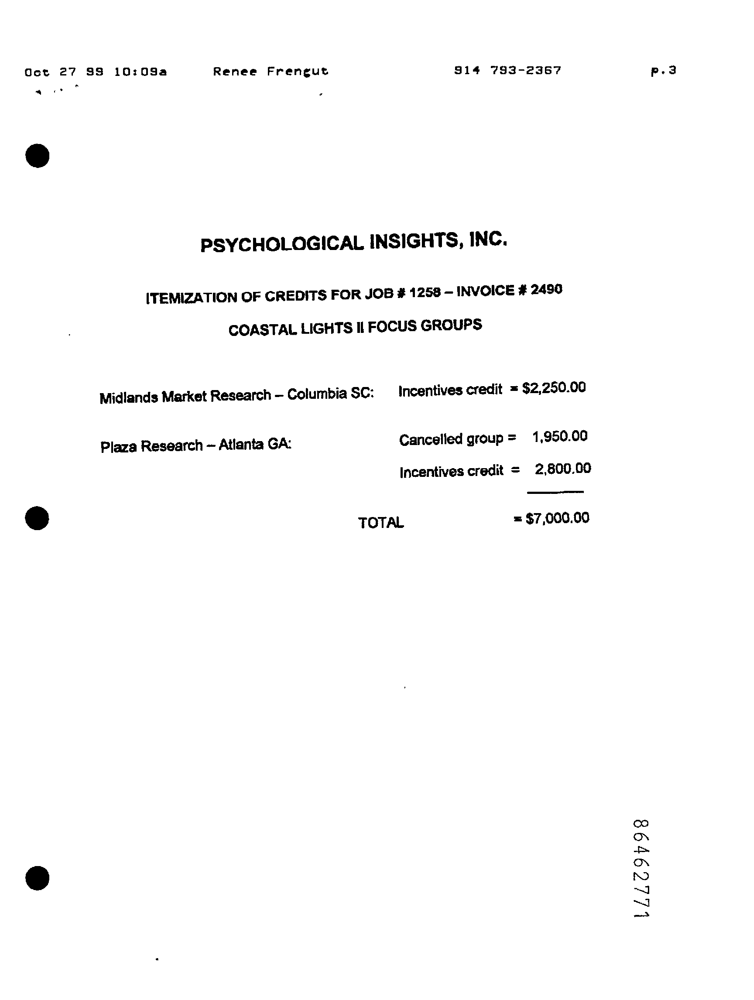 Oct 27 99 10:09a Renee Frengut 914 793-2367 p.3
PSYCHOLOGICAL INSIGHTS, INC.
ITEMIZATION OF CREDITS FOR JOB # 1258 – INVOICE # 2490
COASTAL LIGHTS II FOCUS GROUPS
Midlands Market Research – Columbia SC: Incentives credit = $2,250.00
Plaza Research – Atlanta GA: Cancelled group = 1,950.00
Incentives credit = 2,800.00
TOTAL = $7,000.00
86462771